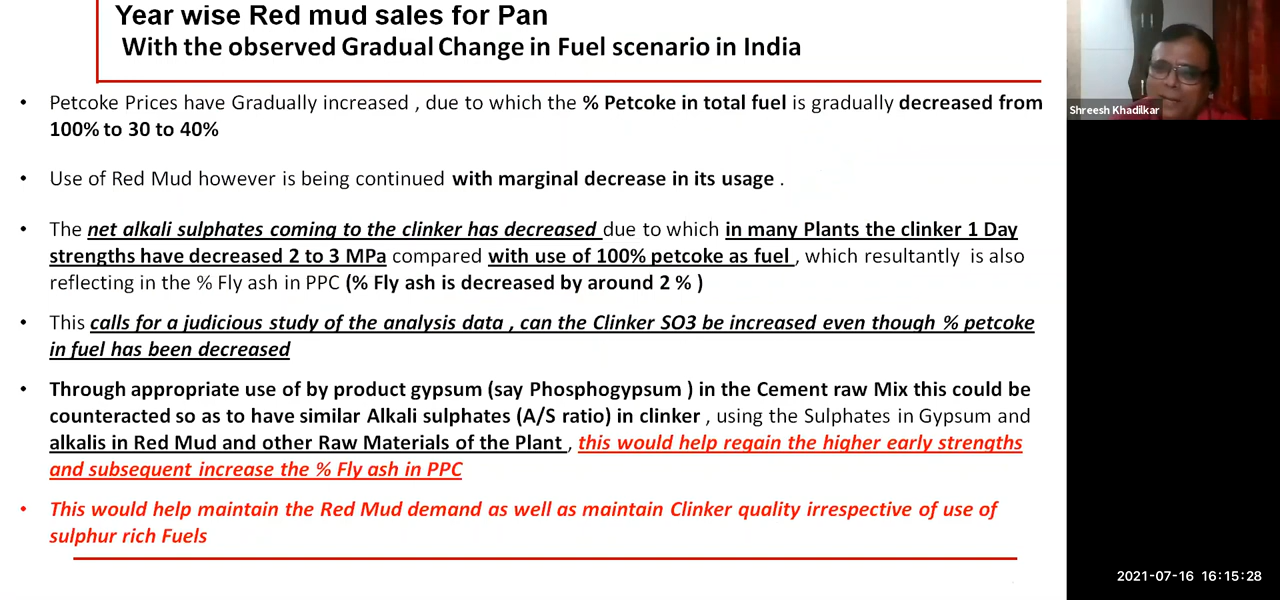 Year wise Red mud sales for Pan
With the observed Gradual Change in Fuel scenario in India
• Petcoke Prices have Gradually increased , due to which the % Petcoke in total fuel is gradually decreased from
100% to 30 to 40%
• Use of Red Mud however is being continued with marginal decrease in its usage .
• The net alkali sulphates coming to the clinker has decreased due to which in many Plants the clinker 1 Day
strengths have decreased 2 to 3 MPa compared with use of 100% petcoke as fuel , which resultantly is also
reflecting in the % Fly ash in PPC (% Fly ash is decreased by around 2 % )
• This calls for a judicious study of the analysis data , can the Clinker SO3 be increased even though % petcoke
in fuel has been decreased
• Through appropriate use of by product gypsum (say Phosphogypsum ) in the Cement raw Mix this could be
counteracted so as to have similar Alkali sulphates (A/S ratio) in clinker , using the Sulphates in Gypsum and
alkalis in Red Mud and other Raw Materials of the Plant , this would help regain the higher early strengths
and subsequent increase the % Fly ash in PPC
• This would help maintain the Red Mud demand as well as maintain Clinker quality irrespective of use of
sulphur rich Fuels
Shreesh Khadilkar
2021-07-16 16:15:28